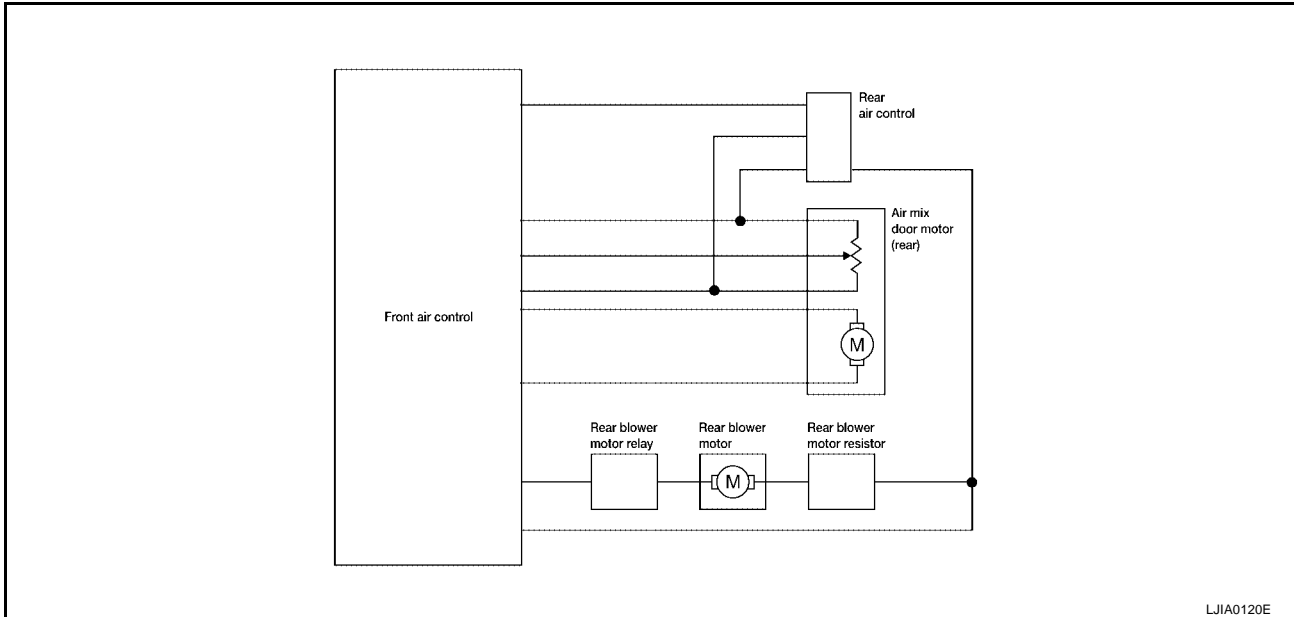 Rear
air control
Air mix
door motor
(rear)
Front air control
M
Rear blower
motor relay
Rear blower
motor
Rear blower
motor resistor
M
LJIA0120E